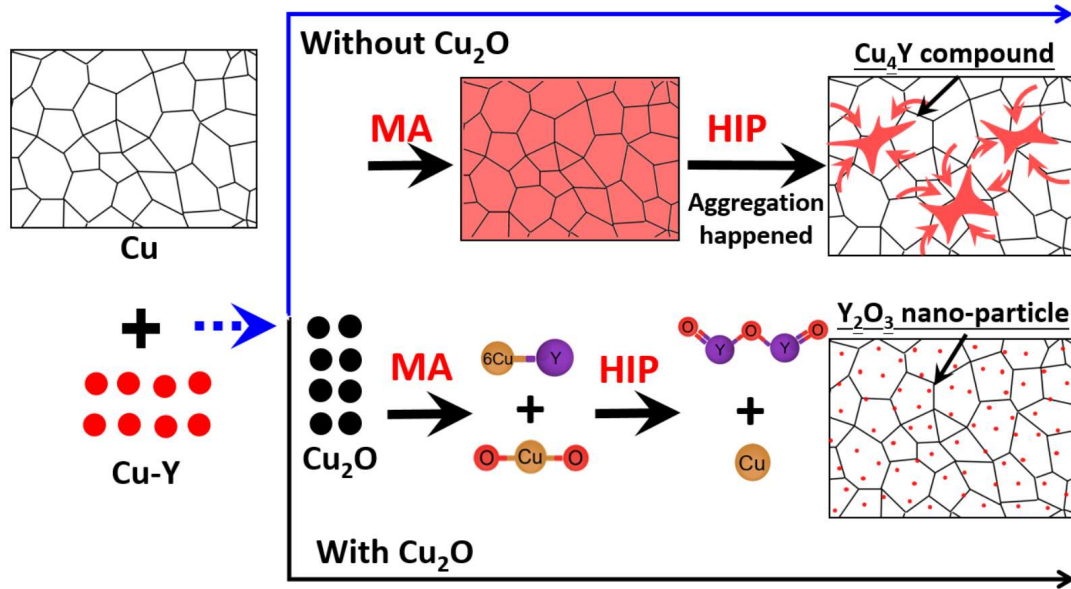 Without Cu₂O
Cu₄Y compound
MA
HIP
Aggregation
happened
Cu
+
Cu-Y
Cu₂O
MA
6Cu
Y
+
O
Cu
O
HIP
O
O
O
Y
Y
+
Cu
Y₂O₃ nano-particle
With Cu₂O